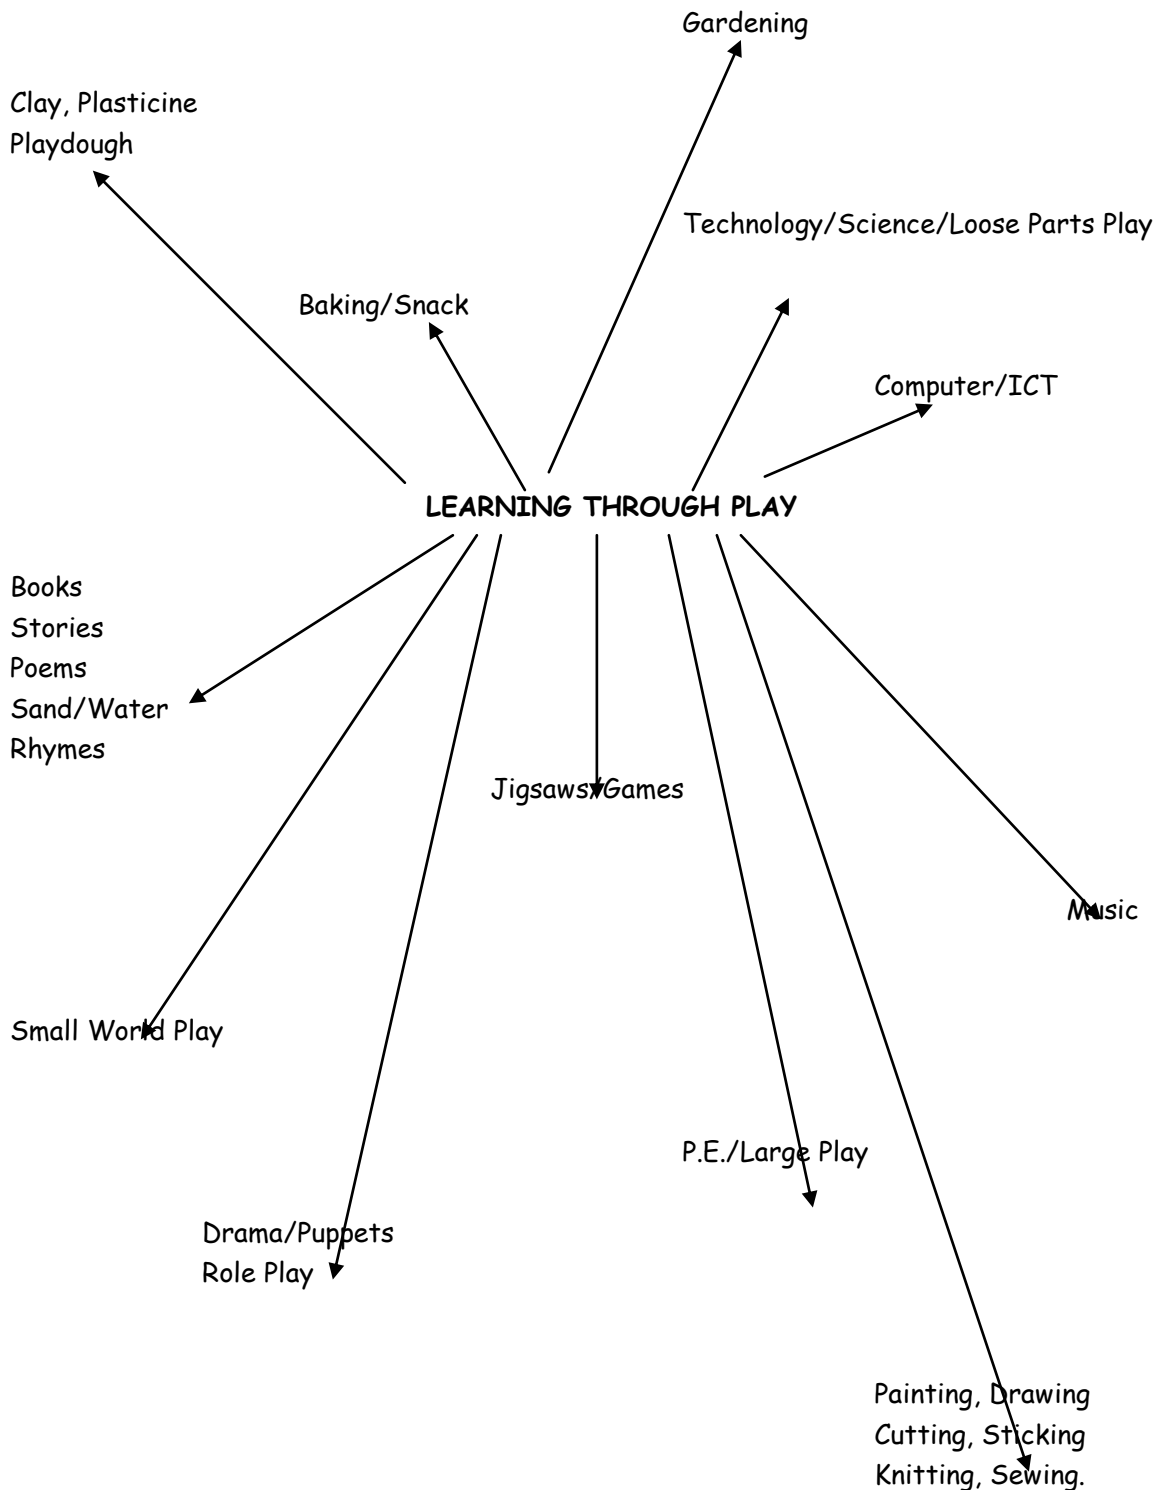 Gardening
Clay, Plasticine
Playdough
Technology/Science/Loose Parts Play
Baking/Snack
Computer/ICT
LEARNING THROUGH PLAY
Books
Stories
Poems
Sand/Water
Rhymes
Jigsaws/Games
Music
Small World Play
P.E./Large Play
Drama/Puppets
Role Play
Painting, Drawing
Cutting, Sticking
Knitting, Sewing.